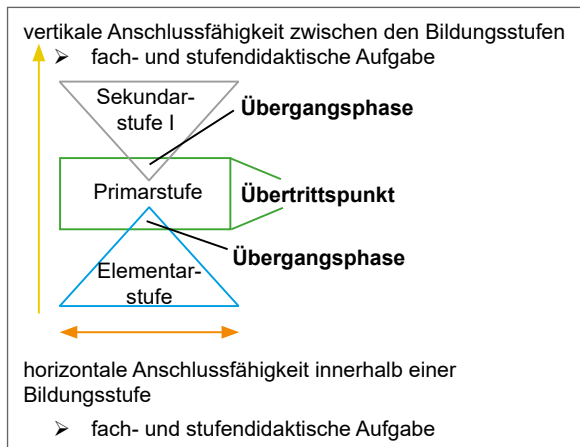 vertikale Anschlussfähigkeit zwischen den Bildungsstufen
➢ fach- und stufendidaktische Aufgabe
Sekundar-
stufe I
Übergangsphase
Primarstufe
Übertrittspunkt
Übergangsphase
Elementar-
stufe
horizontale Anschlussfähigkeit innerhalb einer
Bildungsstufe
➢ fach- und stufendidaktische Aufgabe